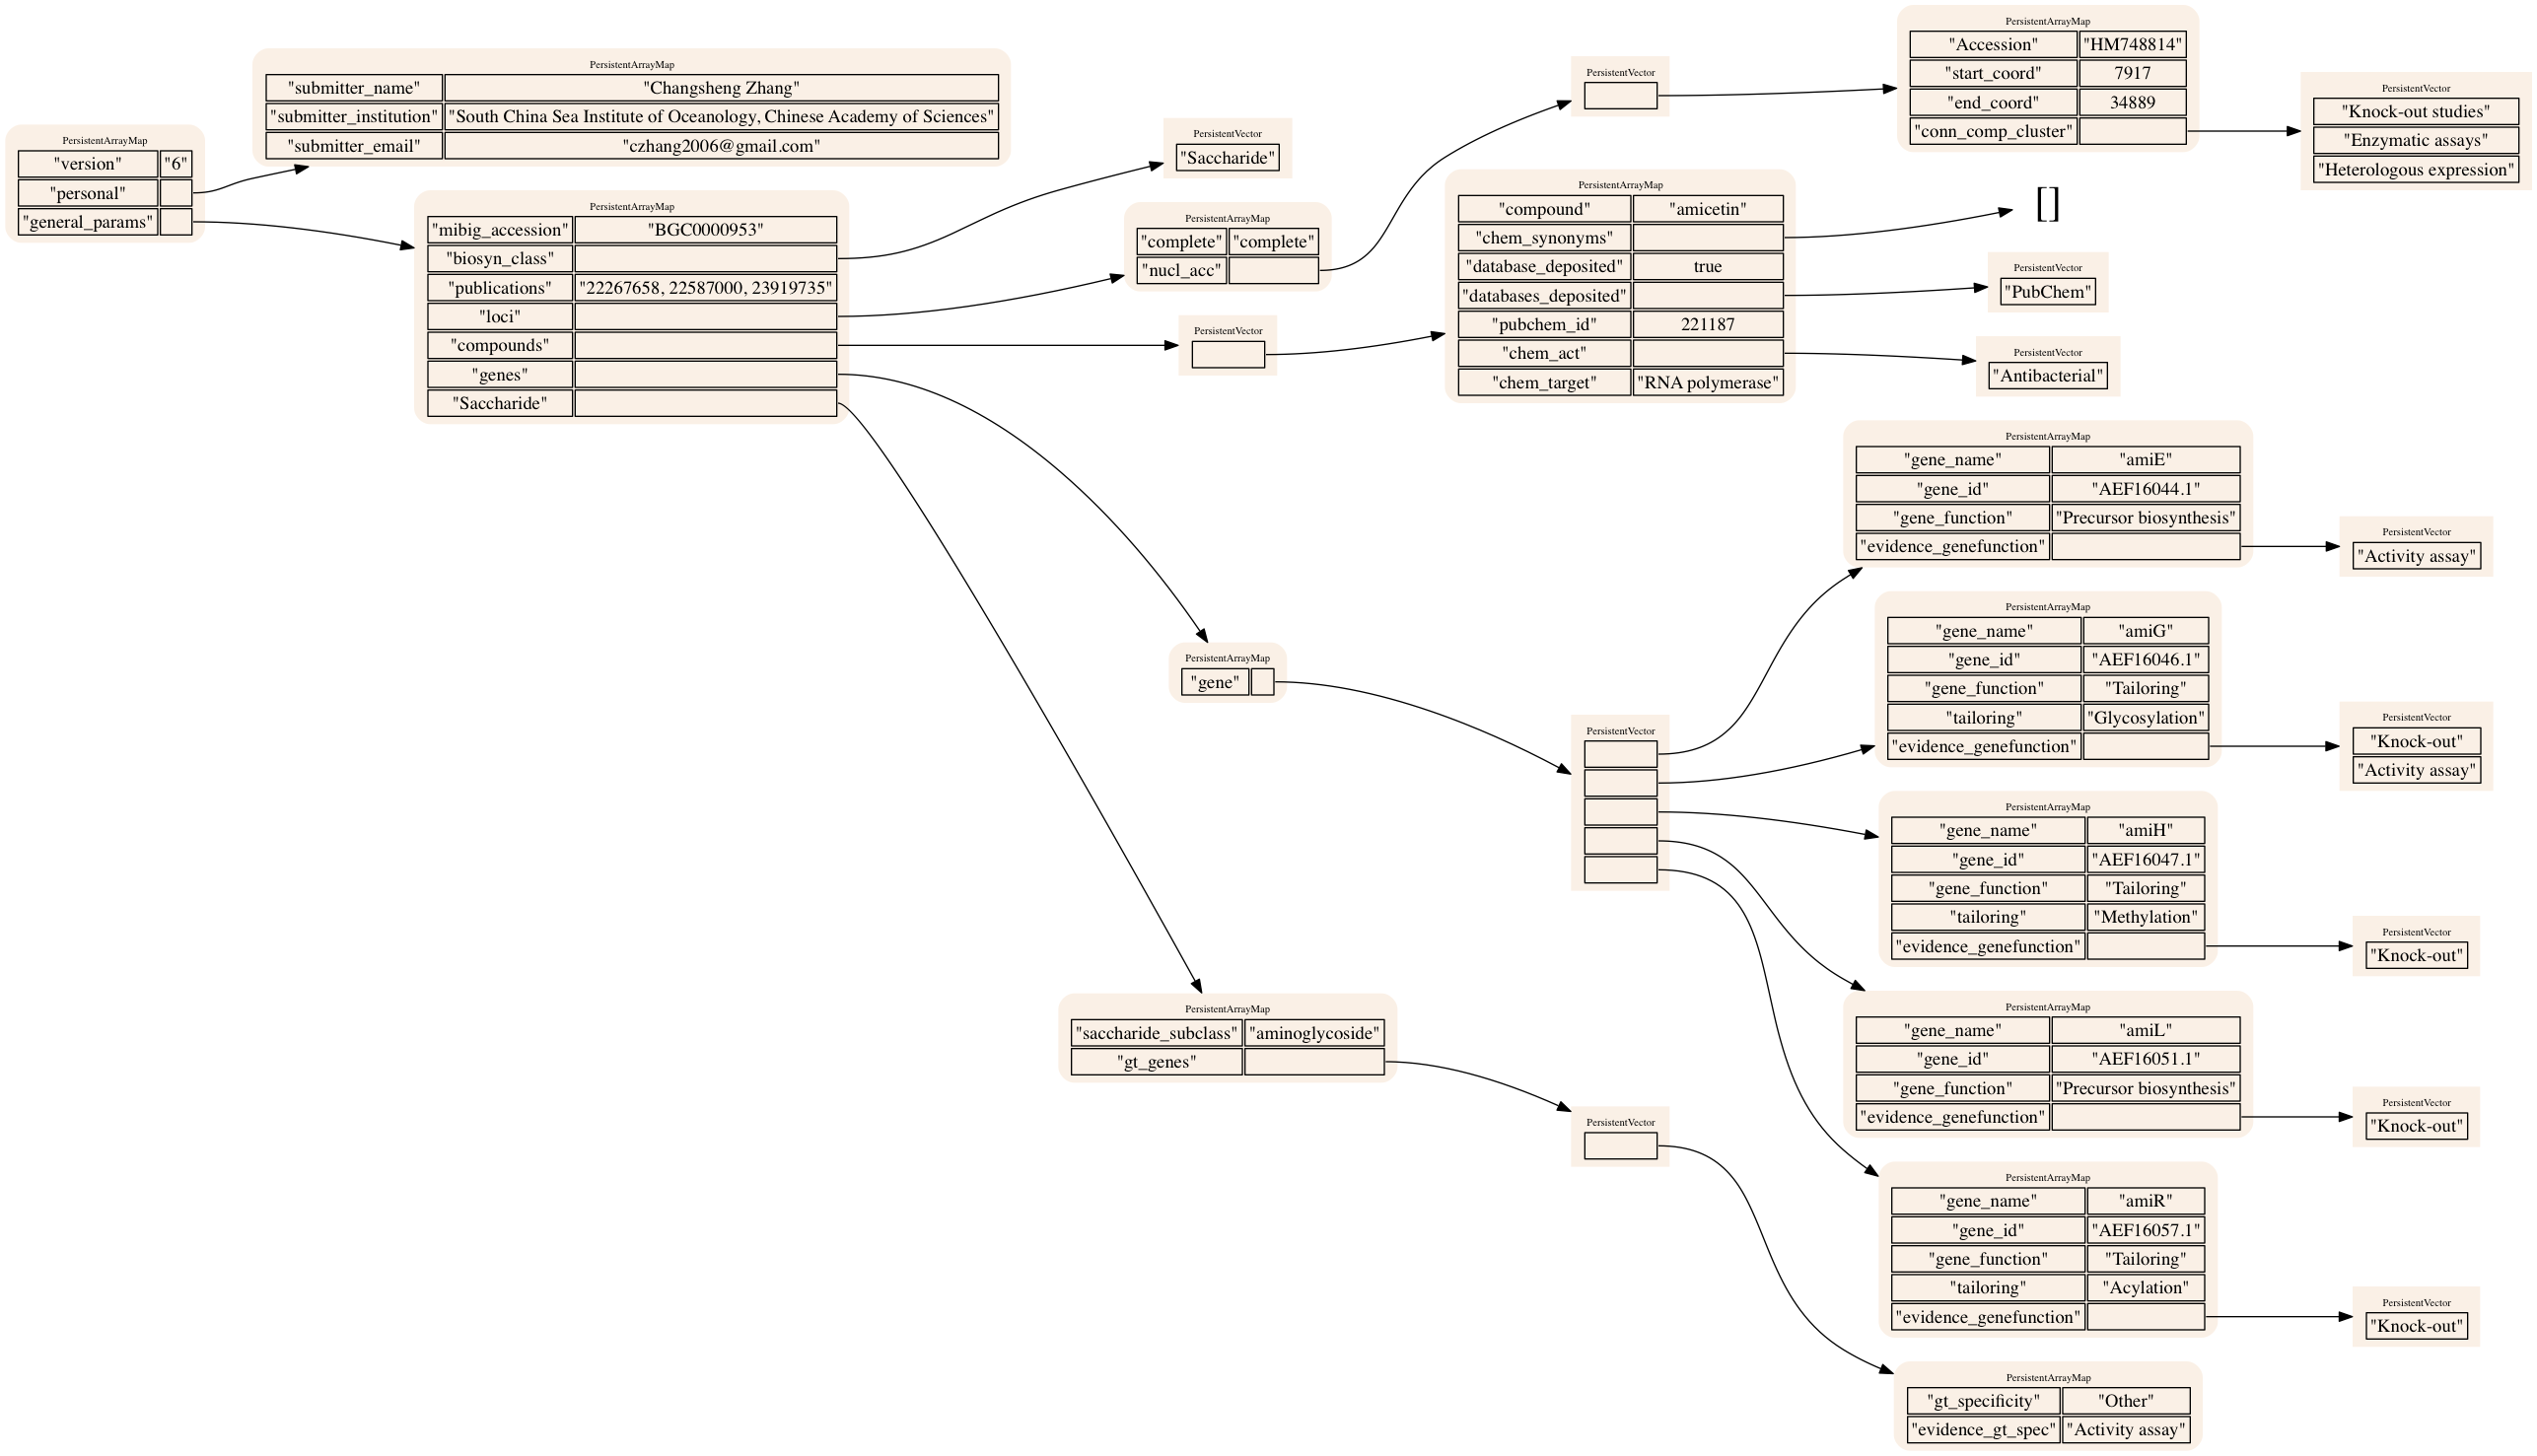 PersistentArrayMap
"version" "6"
"personal"
"general_params"
PersistentArrayMap
"submitter_name" "Changsheng Zhang"
"submitter_institution" "South China Sea Institute of Oceanology, Chinese Academy of Sciences"
"submitter_email" "czhang2006@gmail.com"
PersistentArrayMap
"mibig_accession" "BGC0000953"
"biosyn_class"
"publications" "22267658, 22587000, 23919735"
"loci"
"compounds"
"genes"
"Saccharide"
PersistentVector
"Saccharide"
PersistentArrayMap
"complete" "complete"
"nucl_acc"
PersistentVector
PersistentVector
PersistentArrayMap
"Accession" "HM748814"
"start_coord" 7917
"end_coord" 34889
"conn_comp_cluster"
PersistentVector
"Knock-out studies"
"Enzymatic assays"
"Heterologous expression"
PersistentArrayMap
"compound" "amicetin"
"chem_synonyms"
"database_deposited" true
"databases_deposited"
"pubchem_id" 221187
"chem_act"
"chem_target" "RNA polymerase"
[]
PersistentVector
"PubChem"
PersistentVector
"Antibacterial"
PersistentArrayMap
"gene"
PersistentVector
PersistentArrayMap
"gene_name" "amiE"
"gene_id" "AEF16044.1"
"gene_function" "Precursor biosynthesis"
"evidence_genefunction"
PersistentVector
"Activity assay"
PersistentArrayMap
"gene_name" "amiG"
"gene_id" "AEF16046.1"
"gene_function" "Tailoring"
"tailoring" "Glycosylation"
"evidence_genefunction"
PersistentVector
"Knock-out"
"Activity assay"
PersistentArrayMap
"gene_name" "amiH"
"gene_id" "AEF16047.1"
"gene_function" "Tailoring"
"tailoring" "Methylation"
"evidence_genefunction"
PersistentVector
"Knock-out"
PersistentArrayMap
"gene_name" "amiL"
"gene_id" "AEF16051.1"
"gene_function" "Precursor biosynthesis"
"evidence_genefunction"
PersistentVector
"Knock-out"
PersistentArrayMap
"gene_name" "amiR"
"gene_id" "AEF16057.1"
"gene_function" "Tailoring"
"tailoring" "Acylation"
"evidence_genefunction"
PersistentVector
"Knock-out"
PersistentArrayMap
"saccharide_subclass" "aminoglycoside"
"gt_genes"
PersistentVector
PersistentArrayMap
"gt_specificity" "Other"
"evidence_gt_spec" "Activity assay"